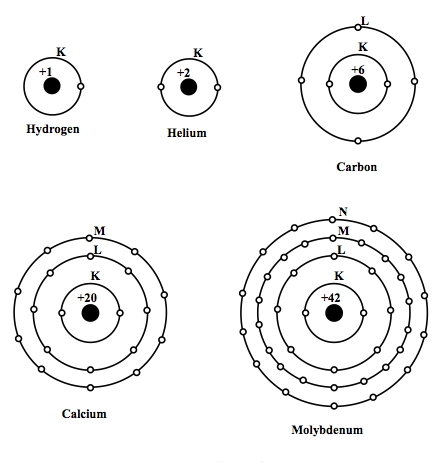 K
+1
Hydrogen
K
+2
Helium
L
K
+6
Carbon
M
L
K
+20
Calcium
N
M
L
K
+42
Molybdenum